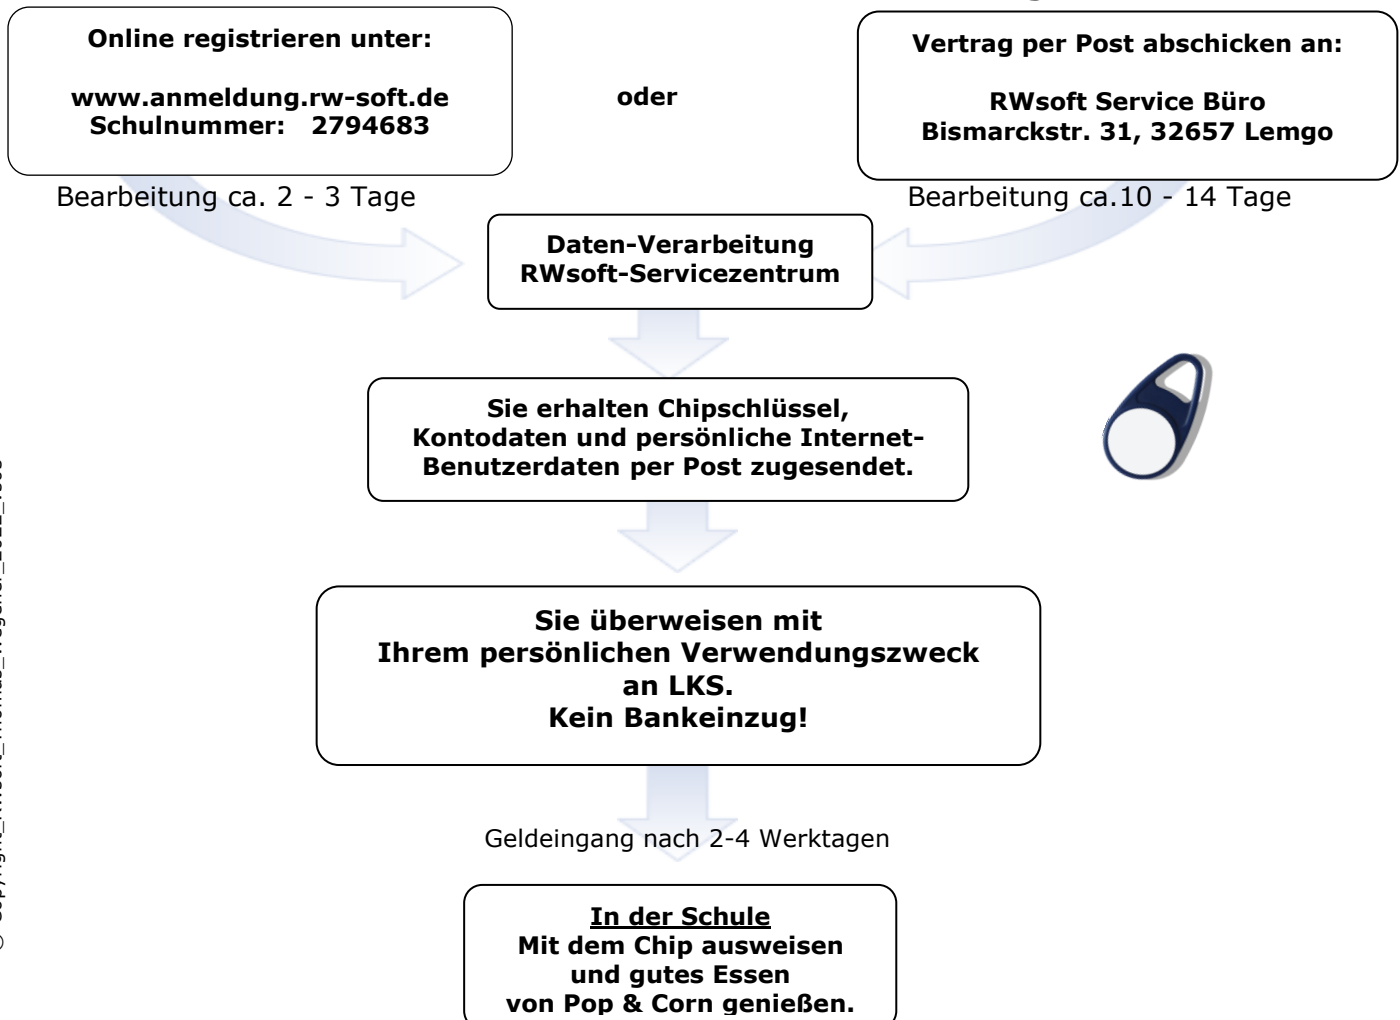 Online registrieren unter:
www.anmeldung.rw-soft.de
Schulnummer: 2794683
oder
Vertrag per Post abschicken an:
RWsoft Service Büro
Bismarckstr. 31, 32657 Lemgo
Bearbeitung ca. 2 - 3 Tage
Bearbeitung ca.10 - 14 Tage
Daten-Verarbeitung
RWsoft-Servicezentrum
Sie erhalten Chipschlüssel,
Kontodaten und persönliche Internet-
Benutzerdaten per Post zugesendet.
Sie überweisen mit
Ihrem persönlichen Verwendungszweck
an LKS.
Kein Bankeinzug!
Geldeingang nach 2-4 Werktagen
In der Schule
Mit dem Chip ausweisen
und gutes Essen
von Pop & Corn genießen.